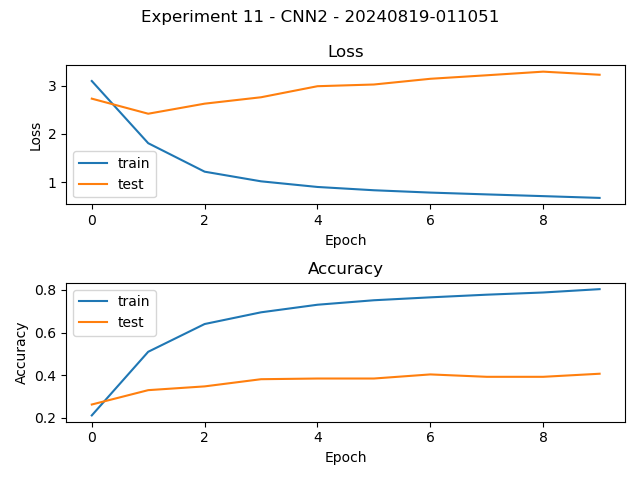 Experiment 11 - CNN2 - 20240819-011051
Loss
3
2
1
Loss
train
test
0 2 4 6 8
Epoch
Accuracy
0.8
0.6
0.4
0.2
Accuracy
train
test
0 2 4 6 8
Epoch